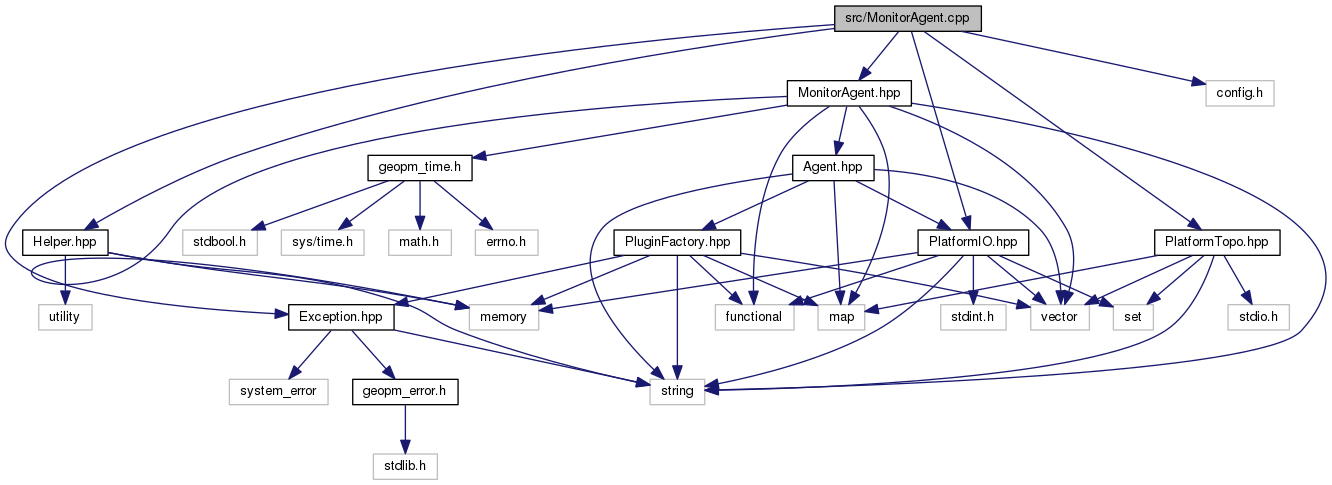 src/MonitorAgent.cpp
MonitorAgent.hpp
config.h
geopm_time.h
Agent.hpp
Helper.hpp
stdbool.h
sys/time.h
math.h
errno.h
PluginFactory.hpp
PlatformIO.hpp
PlatformTopo.hpp
utility
Exception.hpp
memory
functional
map
stdint.h
vector
set
stdio.h
system_error
geopm_error.h
string
stdlib.h